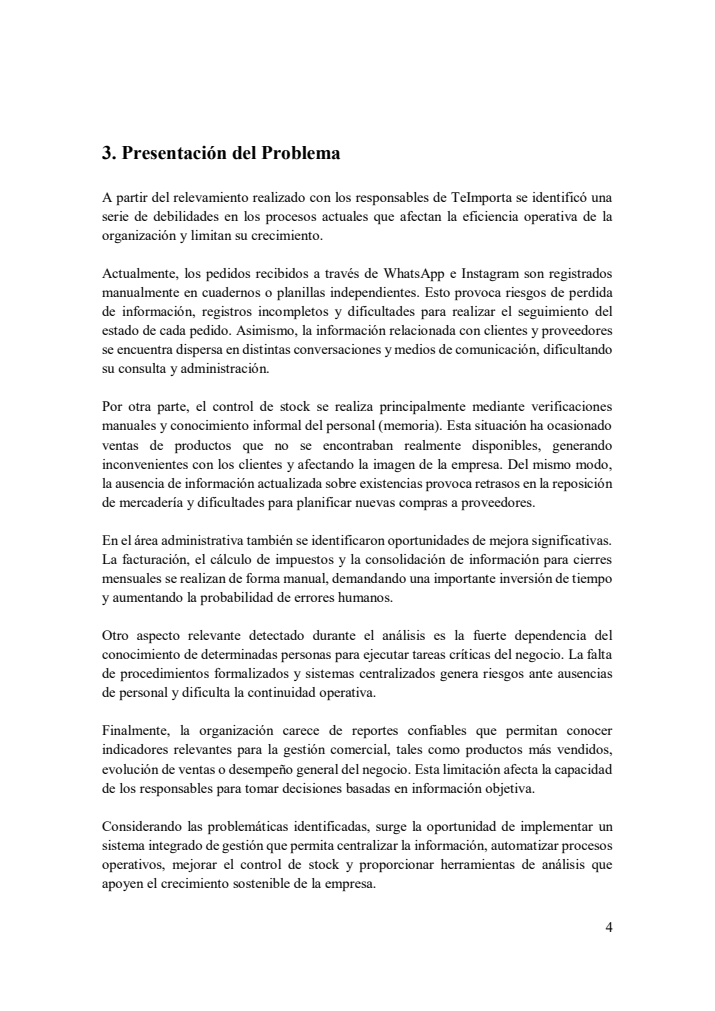 3. Presentación del Problema
A partir del relevamiento realizado con los responsables de TeImporta se identificó una
serie de debilidades en los procesos actuales que afectan la eficiencia operativa de la
organización y limitan su crecimiento.
Actualmente, los pedidos recibidos a través de WhatsApp e Instagram son registrados
manualmente en cuadernos o planillas independientes. Esto provoca riesgos de perdida
de información, registros incompletos y dificultades para realizar el seguimiento del
estado de cada pedido. Asimismo, la información relacionada con clientes y proveedores
se encuentra dispersa en distintas conversaciones y medios de comunicación, dificultando
su consulta y administración.
Por otra parte, el control de stock se realiza principalmente mediante verificaciones
manuales y conocimiento informal del personal (memoria). Esta situación ha ocasionado
ventas de productos que no se encontraban realmente disponibles, generando
inconvenientes con los clientes y afectando la imagen de la empresa. Del mismo modo,
la ausencia de información actualizada sobre existencias provoca retrasos en la reposición
de mercadería y dificultades para planificar nuevas compras a proveedores.
En el área administrativa también se identificaron oportunidades de mejora significativas.
La facturación, el cálculo de impuestos y la consolidación de información para cierres
mensuales se realizan de forma manual, demandando una importante inversión de tiempo
y aumentando la probabilidad de errores humanos.
Otro aspecto relevante detectado durante el análisis es la fuerte dependencia del
conocimiento de determinadas personas para ejecutar tareas críticas del negocio. La falta
de procedimientos formalizados y sistemas centralizados genera riesgos ante ausencias
de personal y dificulta la continuidad operativa.
Finalmente, la organización carece de reportes confiables que permitan conocer
indicadores relevantes para la gestión comercial, tales como productos más vendidos,
evolución de ventas o desempeño general del negocio. Esta limitación afecta la capacidad
de los responsables para tomar decisiones basadas en información objetiva.
Considerando las problemáticas identificadas, surge la oportunidad de implementar un
sistema integrado de gestión que permita centralizar la información, automatizar procesos
operativos, mejorar el control de stock y proporcionar herramientas de análisis que
apoyen el crecimiento sostenible de la empresa.
4